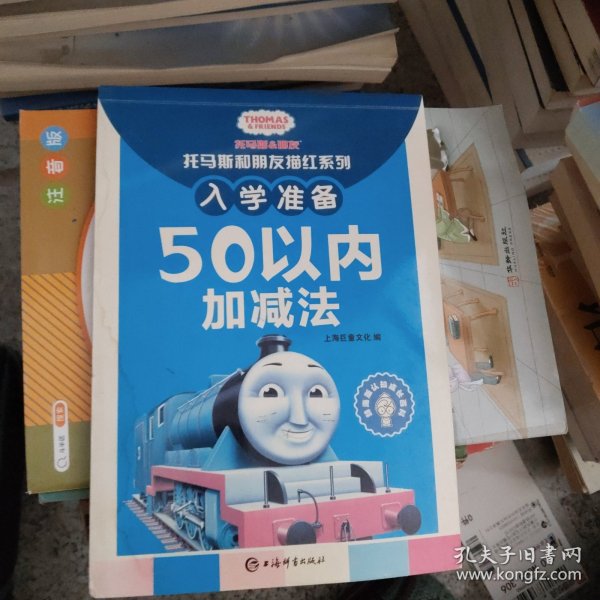 THOMAS
& FRIENDS
托马斯&朋友
托马斯和朋友描红系列
入学准备
50以内
加减法
上海巨童文化 编
上海辞书出版社
注音版
孔夫子旧书网
www.kongfz.com